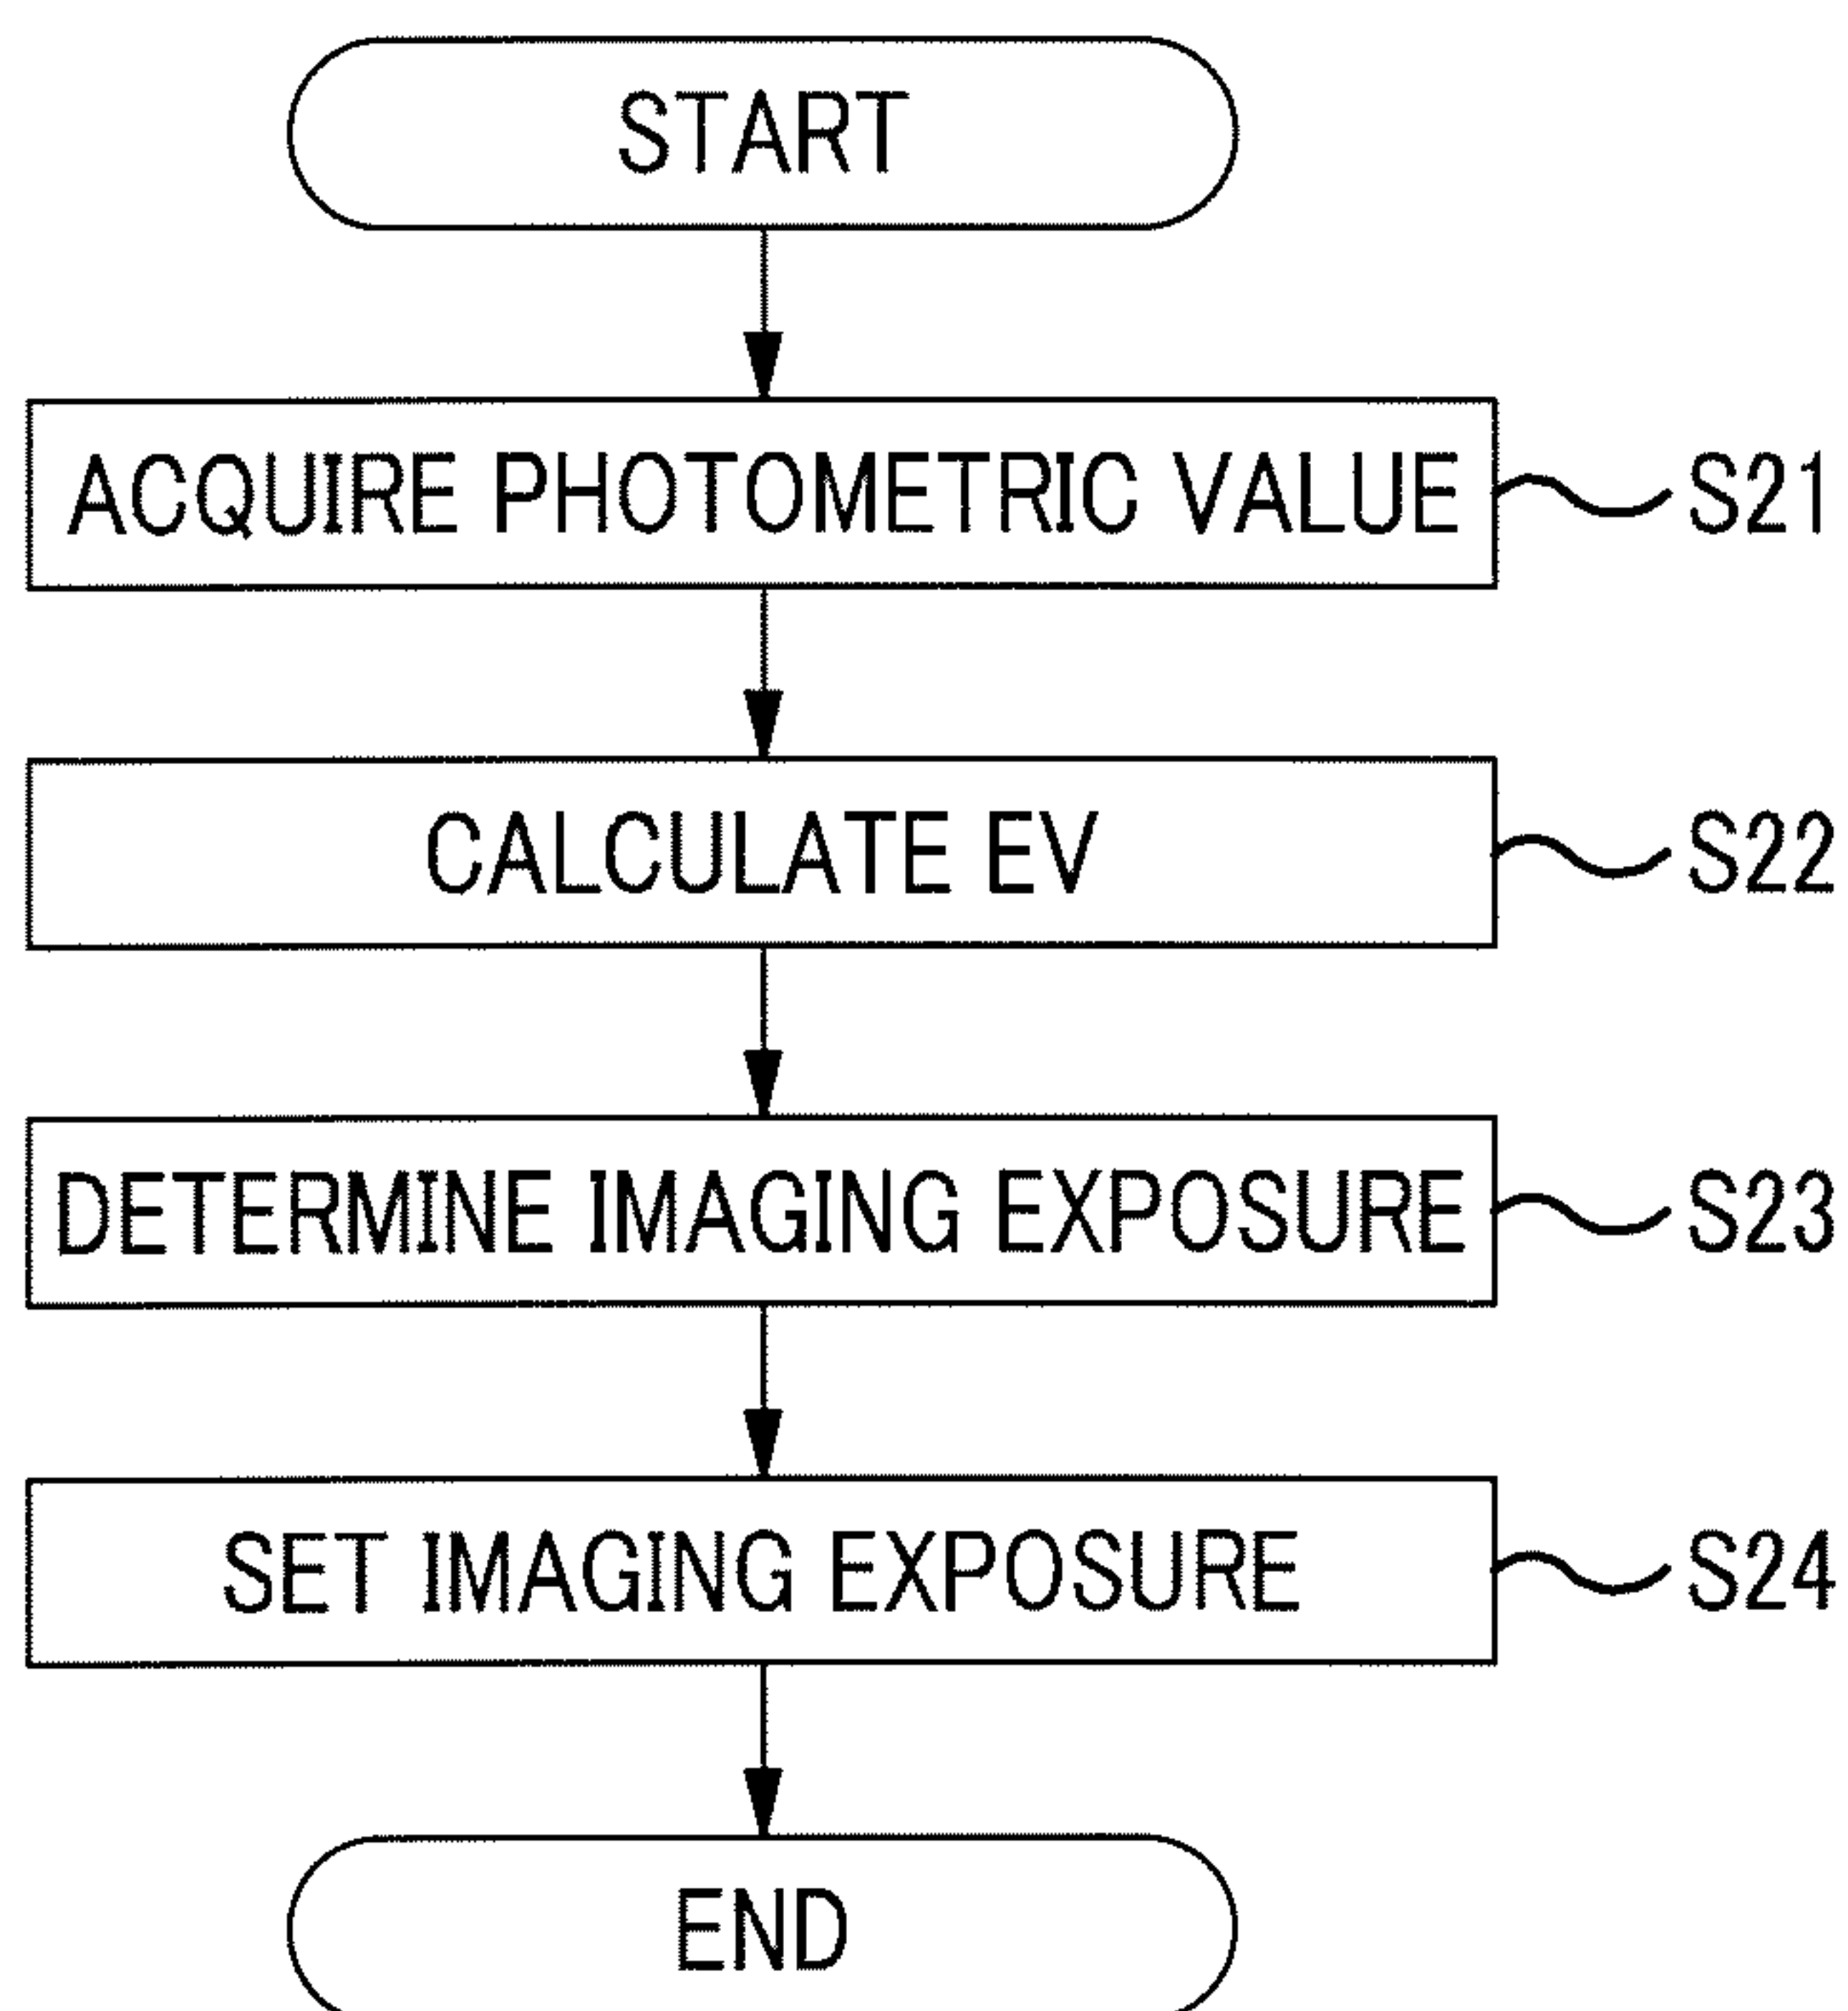 START
ACQUIRE PHOTOMETRIC VALUE
S21
CALCULATE EV
S22
DETERMINE IMAGING EXPOSURE
S23
SET IMAGING EXPOSURE
S24
END